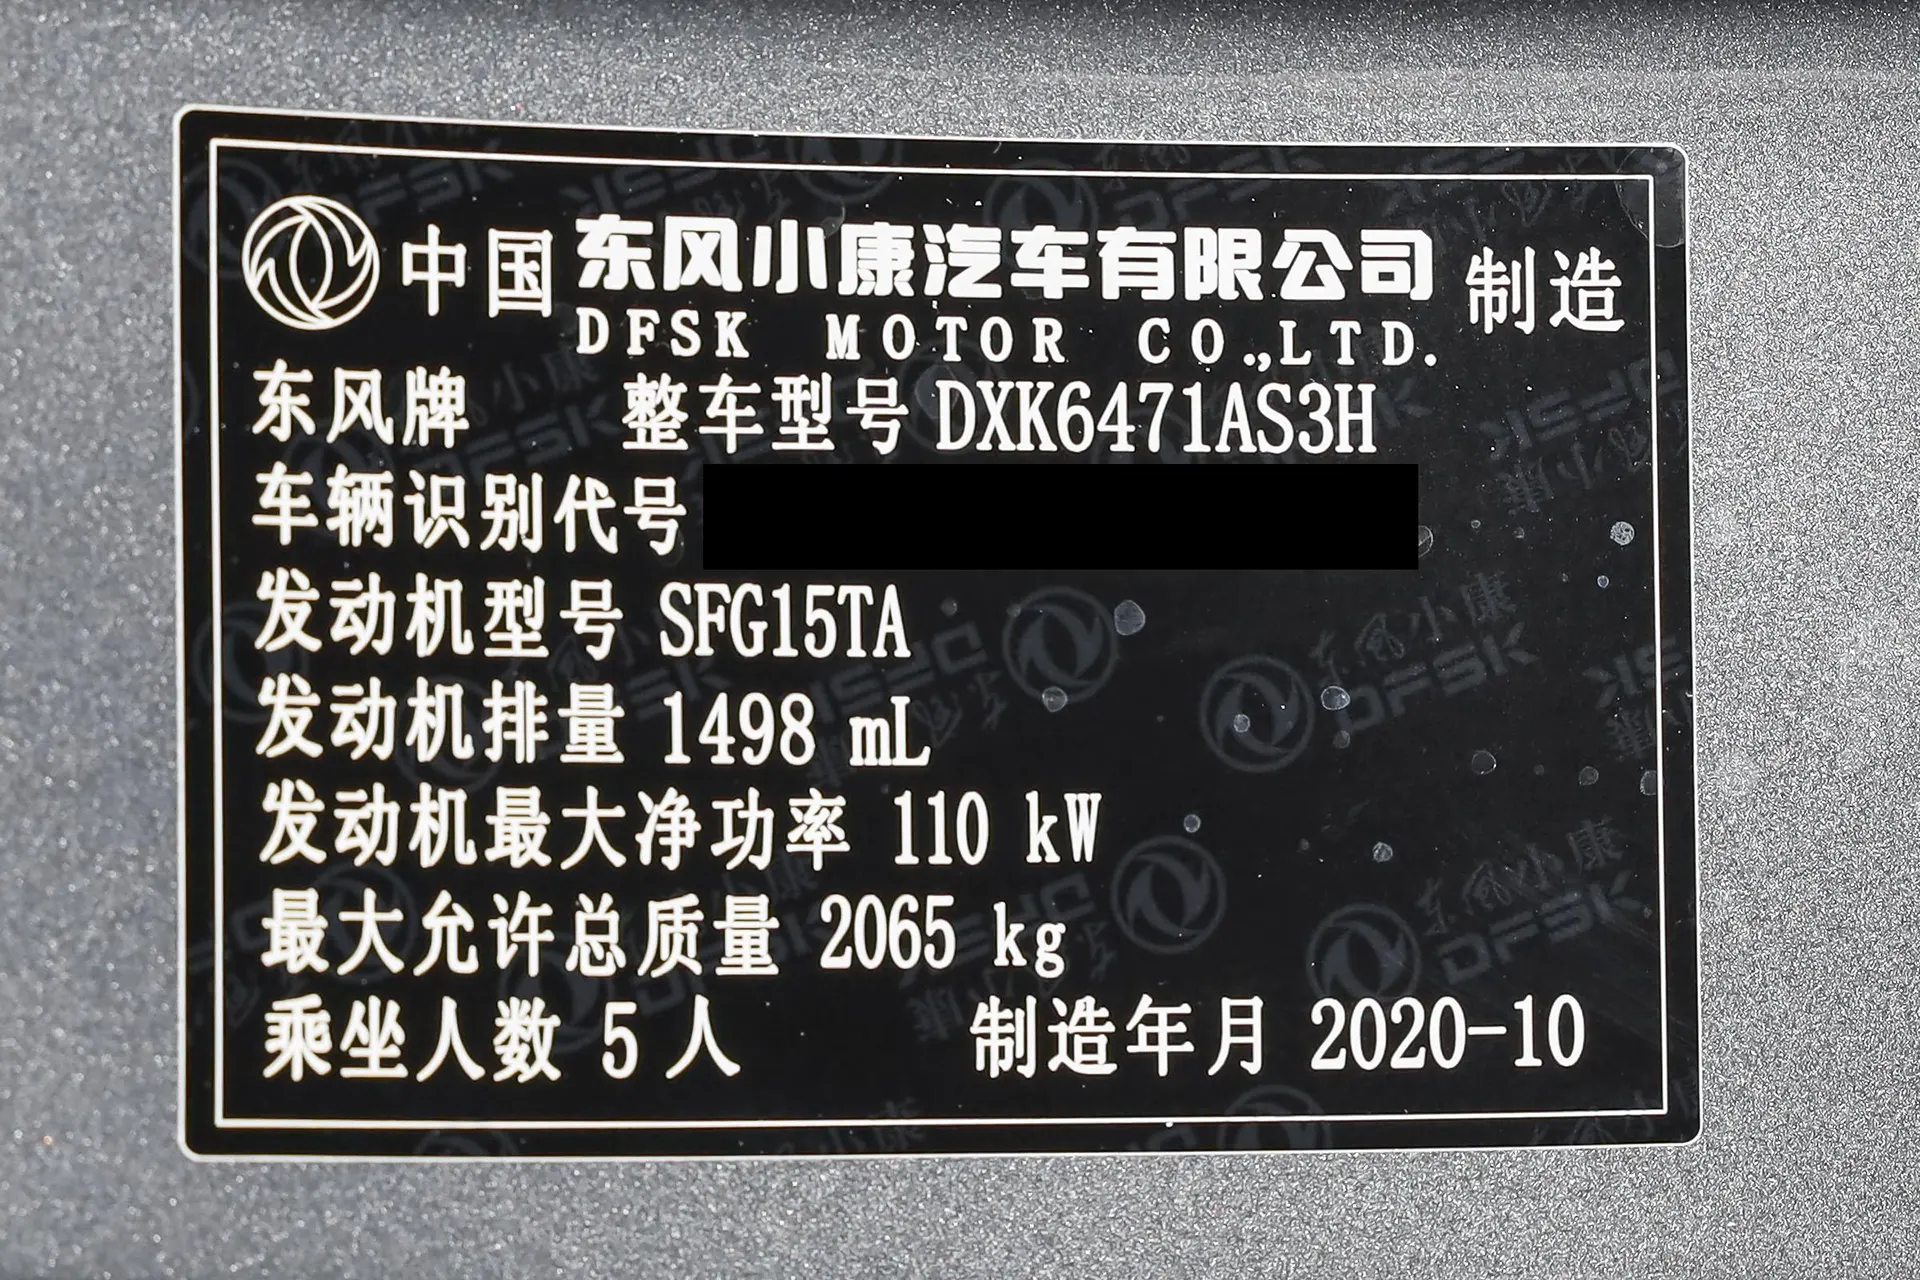 中国 东风小康汽车有限公司 制造
DFSK MOTOR CO.,LTD.
东风牌 整车型号 DXK6471AS3H
车辆识别代号
发动机型号 SFG15TA
发动机排量 1498 mL
发动机最大净功率 110 kW
最大允许总质量 2065 kg
乘坐人数 5 人 制造年月 2020-10